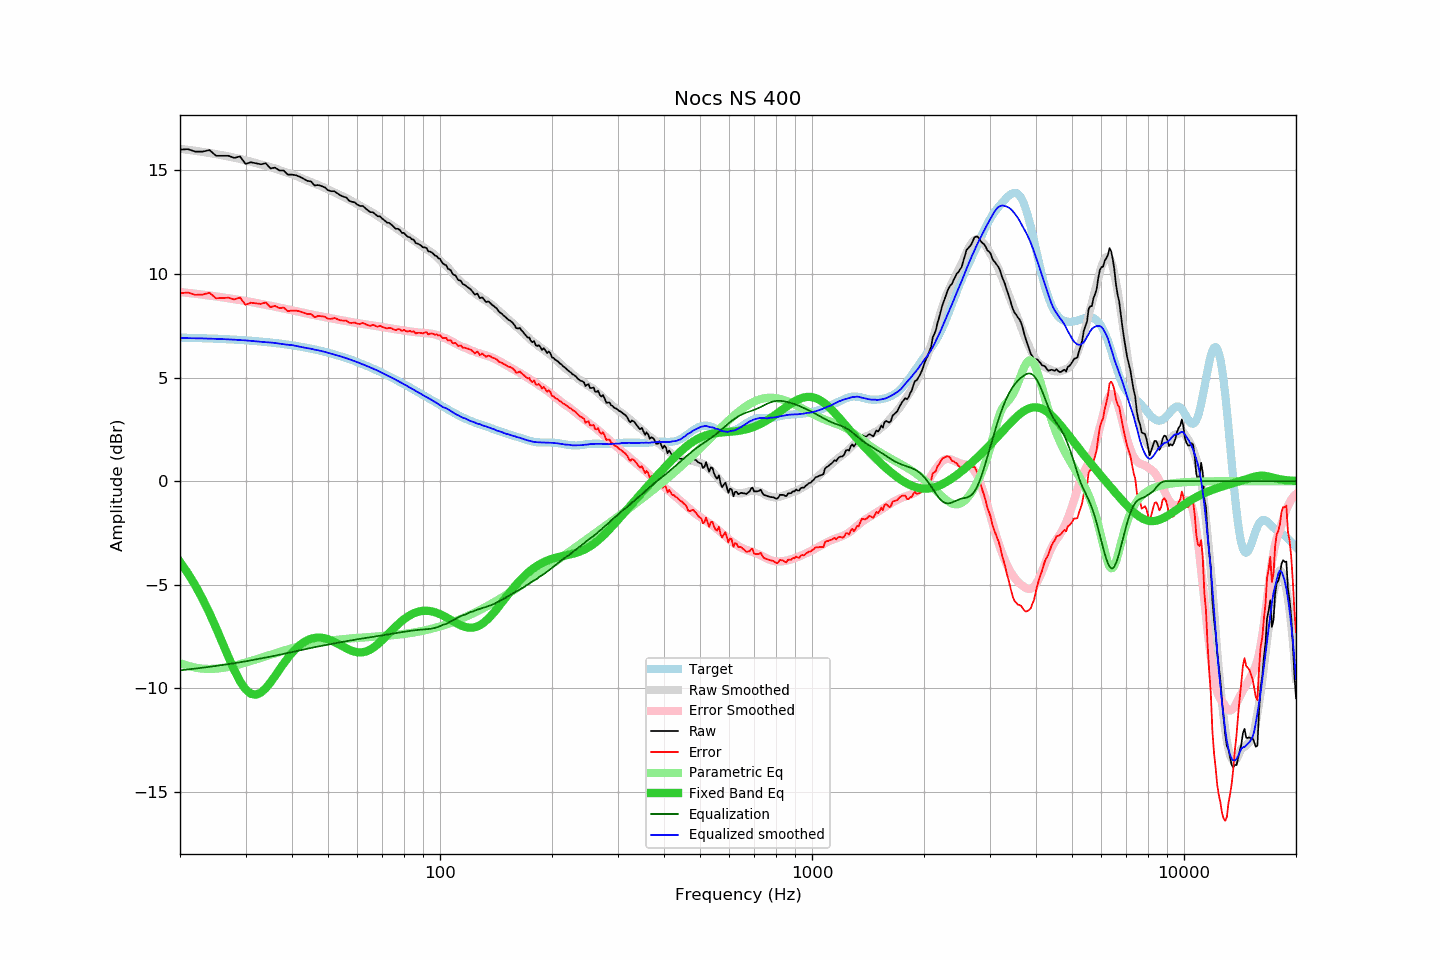 Nocs NS 400
Amplitude (dBr)
15
10
5
0
−5
−10
−15
100
1000
10000
Frequency (Hz)
Target
Raw Smoothed
Error Smoothed
Raw
Error
Parametric Eq
Fixed Band Eq
Equalization
Equalized smoothed